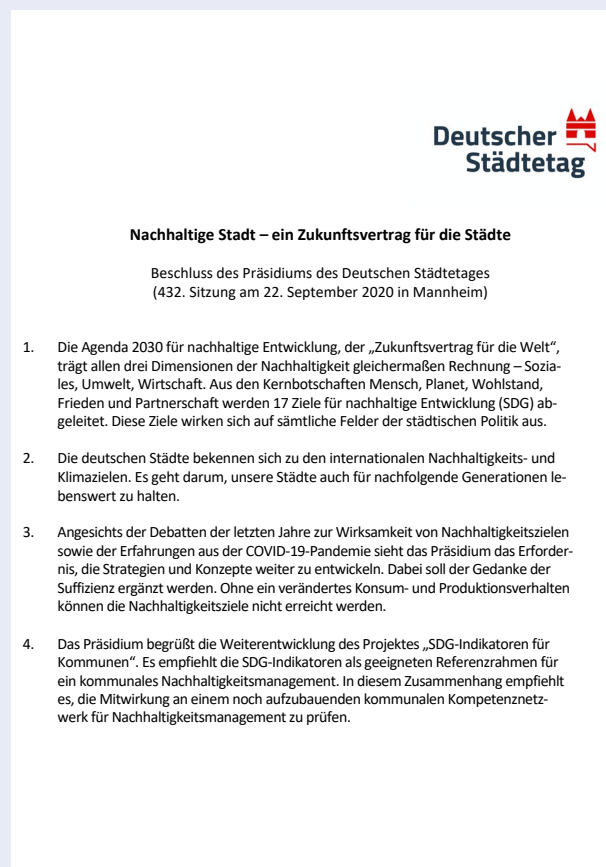 Deutscher
Städtetag
Nachhaltige Stadt – ein Zukunftsvertrag für die Städte
Beschluss des Präsidiums des Deutschen Städtetages
(432. Sitzung am 22. September 2020 in Mannheim)
1. Die Agenda 2030 für nachhaltige Entwicklung, der „Zukunftsvertrag für die Welt“,
trägt allen drei Dimensionen der Nachhaltigkeit gleichermaßen Rechnung – Sozia-
les, Umwelt, Wirtschaft. Aus den Kernbotschaften Mensch, Planet, Wohlstand,
Frieden und Partnerschaft werden 17 Ziele für nachhaltige Entwicklung (SDG) ab-
geleitet. Diese Ziele wirken sich auf sämtliche Felder der städtischen Politik aus.
2. Die deutschen Städte bekennen sich zu den internationalen Nachhaltigkeits- und
Klimazielen. Es geht darum, unsere Städte auch für nachfolgende Generationen le-
benswert zu halten.
3. Angesichts der Debatten der letzten Jahre zur Wirksamkeit von Nachhaltigkeitszielen
sowie der Erfahrungen aus der COVID-19-Pandemie sieht das Präsidium das Erforder-
nis, die Strategien und Konzepte weiter zu entwickeln. Dabei soll der Gedanke der
Suffizienz ergänzt werden. Ohne ein verändertes Konsum- und Produktionsverhalten
können die Nachhaltigkeitsziele nicht erreicht werden.
4. Das Präsidium begrüßt die Weiterentwicklung des Projektes „SDG-Indikatoren für
Kommunen“. Es empfiehlt die SDG-Indikatoren als geeigneten Referenzrahmen für
ein kommunales Nachhaltigkeitsmanagement. In diesem Zusammenhang empfiehlt
es, die Mitwirkung an einem noch aufzubauenden kommunalen Kompetenznetz-
werk für Nachhaltigkeitsmanagement zu prüfen.